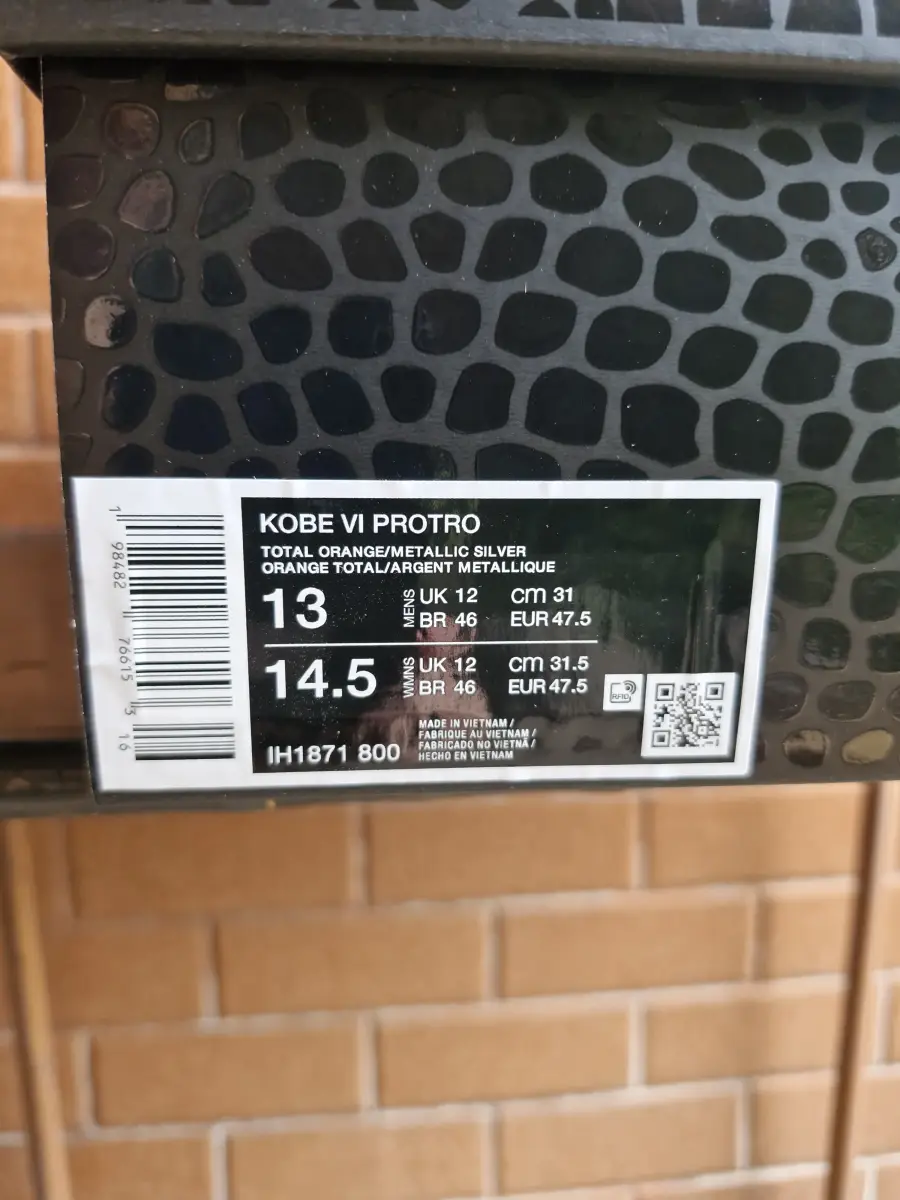 KOBE VI PROTRO
TOTAL ORANGE/METALLIC SILVER
ORANGE TOTAL/ARGENT METALLIQUE
13 MENS UK 12 cm 31
BR 46 EUR 47.5
14.5 WMNS UK 12 cm 31.5
BR 46 EUR 47.5
RFID
IH1871 800
MADE IN VIETNAM /
FABRIQUE AU VIETNAM /
FABRICADO NO VIETNÃ /
HECHO EN VIETNAM
1 98482 76615 3 16